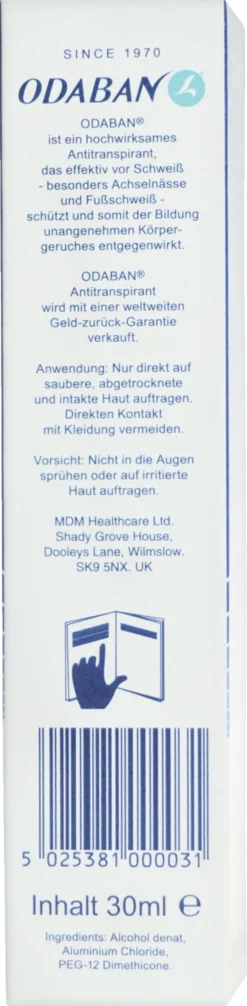 SINCE 1970
ODABAN
ODABAN®
ist ein hochwirksames
Antitranspirant,
das effektiv vor Schweiß
- besonders Achselnässe
und Fußschweiß -
schützt und somit der Bildung
unangenehmen Körper-
geruches entgegenwirkt.
ODABAN®
Antitranspirant
wird mit einer weltweiten
Geld-zurück-Garantie
verkauft.
Anwendung: Nur direkt auf
saubere, abgetrocknete
und intakte Haut auftragen.
Direkten Kontakt
mit Kleidung vermeiden.
Vorsicht: Nicht in die Augen
sprühen oder auf irritierte
Haut auftragen.
MDM Healthcare Ltd.
Shady Grove House,
Dooleys Lane, Wilmslow.
SK9 5NX. UK
5 025381 000031
Inhalt 30ml ℮
Ingredients: Alcohol denat,
Aluminium Chloride,
PEG-12 Dimethicone.